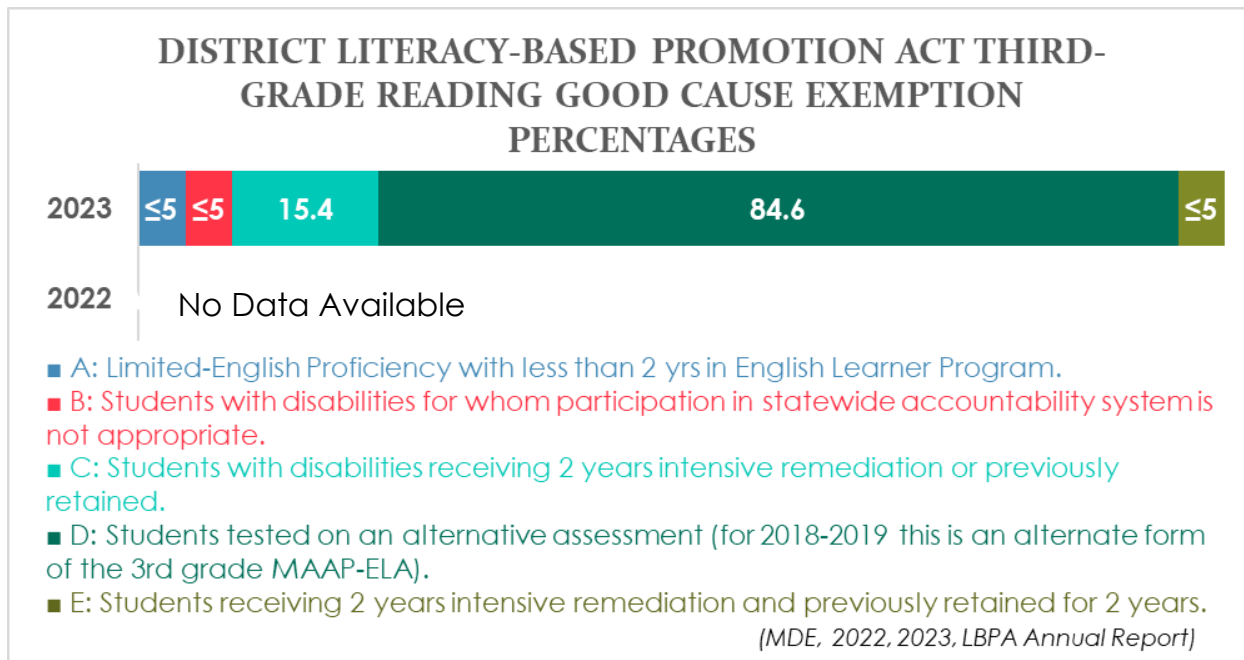 DISTRICT LITERACY-BASED PROMOTION ACT THIRD-
GRADE READING GOOD CAUSE EXEMPTION
PERCENTAGES
2023 ≤5 ≤5 15.4 84.6 ≤5
2022 No Data Available
■ A: Limited-English Proficiency with less than 2 yrs in English Learner Program.
■ B: Students with disabilities for whom participation in statewide accountability system is
not appropriate.
■ C: Students with disabilities receiving 2 years intensive remediation or previously
retained.
■ D: Students tested on an alternative assessment (for 2018-2019 this is an alternate form
of the 3rd grade MAAP-ELA).
■ E: Students receiving 2 years intensive remediation and previously retained for 2 years.
(MDE, 2022, 2023, LBPA Annual Report)